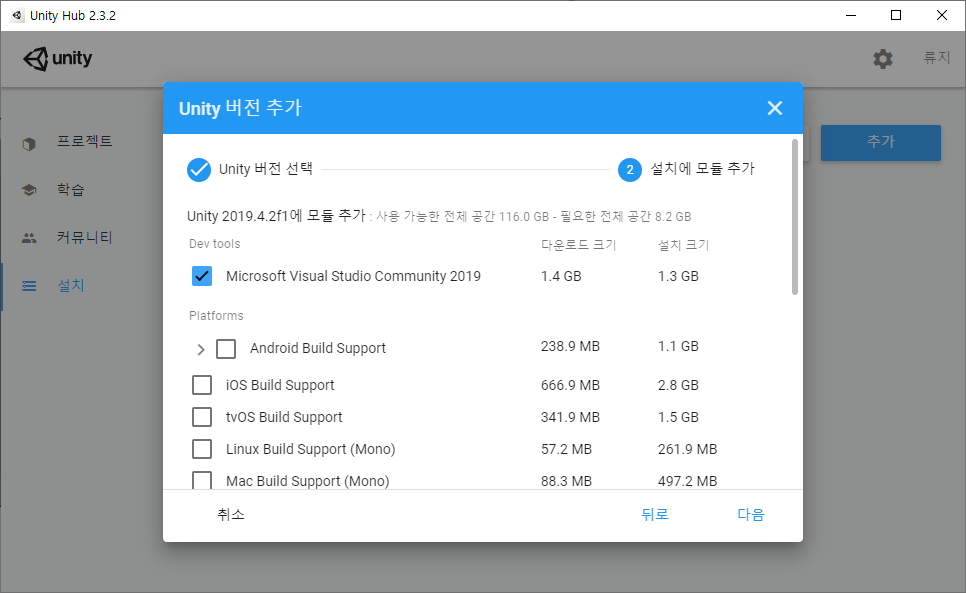 Unity Hub 2.3.2
unity
류지
Unity 버전 추가
프로젝트
추가
Unity 버전 선택
2
설치에 모듈 추가
학습
Unity 2019.4.2f1에 모듈 추가 : 사용 가능한 전체 공간 116.0 GB - 필요한 전체 공간 8.2 GB
커뮤니티
Dev tools 다운로드 크기 설치 크기
설치
Microsoft Visual Studio Community 2019 1.4 GB 1.3 GB
Platforms
Android Build Support 238.9 MB 1.1 GB
iOS Build Support 666.9 MB 2.8 GB
tvOS Build Support 341.9 MB 1.5 GB
Linux Build Support (Mono) 57.2 MB 261.9 MB
Mac Build Support (Mono) 88.3 MB 497.2 MB
취소 뒤로 다음